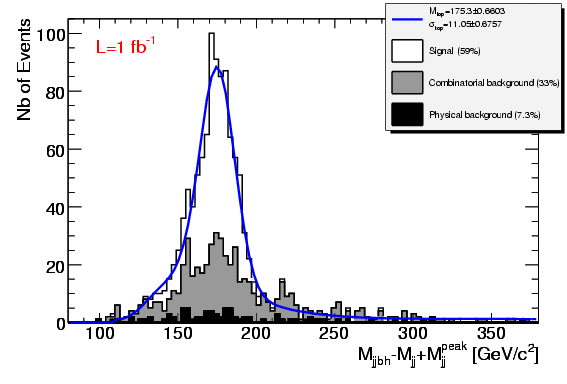 M_top=175.3±0.6603
σ_top=11.05±0.6757
Signal (59%)
Combinatorial background (33%)
Physical background (7.3%)
L=1 fb^-1
Nb of Events
100
80
60
40
20
0
100 150 200 250 300 350
M_jjbh-M_jj+M_jj^peak [GeV/c^2]